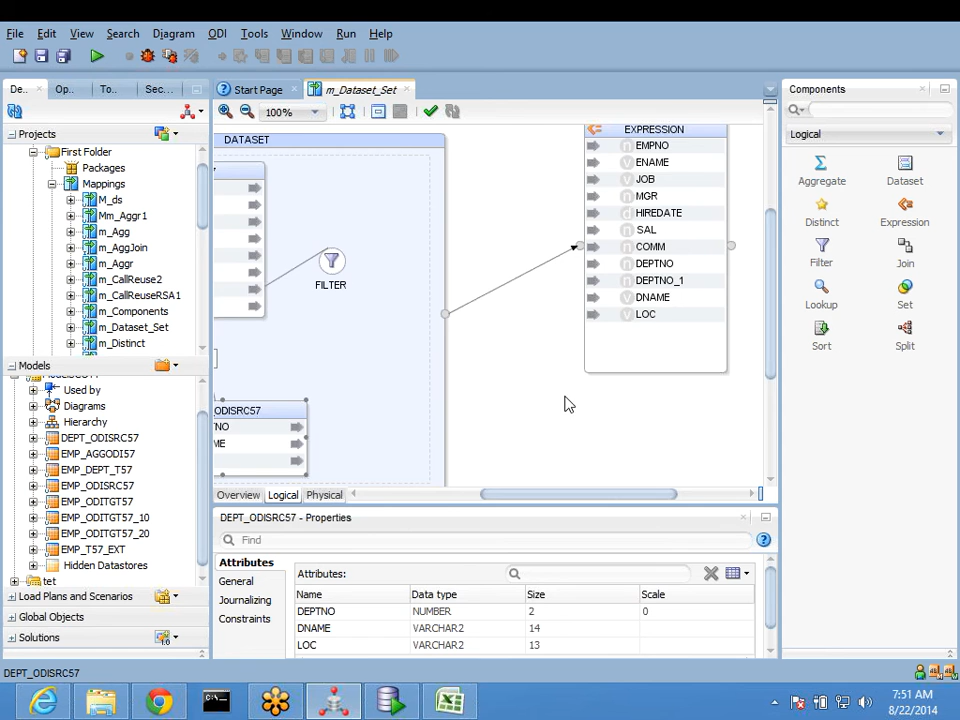 File Edit View Search Diagram ODI Tools Window Run Help
De.. Op.. To.. Sec... Start Page m_Dataset_Set Components
100%
Projects
Logical
First Folder
Packages
Mappings
M_ds
Mm_Aggr1
m_Agg
m_AggJoin
m_Aggr
m_CallReuse2
m_CallReuseRSA1
m_Components
m_Dataset_Set
m_Distinct
Models
Used by
Diagrams
Hierarchy
DEPT_ODISRC57
EMP_AGGODI57
EMP_DEPT_T57
EMP_ODISRC57
EMP_ODITGT57
EMP_ODITGT57_10
EMP_ODITGT57_20
EMP_T57_EXT
Hidden Datastores
tet
Load Plans and Scenarios
Global Objects
Solutions
1.0
DATASET
FILTER
ODISRC57
TNO
ME
EXPRESSION
EMPNO
ENAME
JOB
MGR
HIREDATE
SAL
COMM
DEPTNO
DEPTNO_1
DNAME
LOC
Overview Logical Physical
Aggregate Dataset
Distinct Expression
Filter Join
Lookup Set
Sort Split
DEPT_ODISRC57 - Properties
Find
Attributes
General
Journalizing
Constraints
Attributes:
Name Data type Size Scale
DEPTNO NUMBER 2 0
DNAME VARCHAR2 14
LOC VARCHAR2 13
DEPT_ODISRC57
7:51 AM
8/22/2014